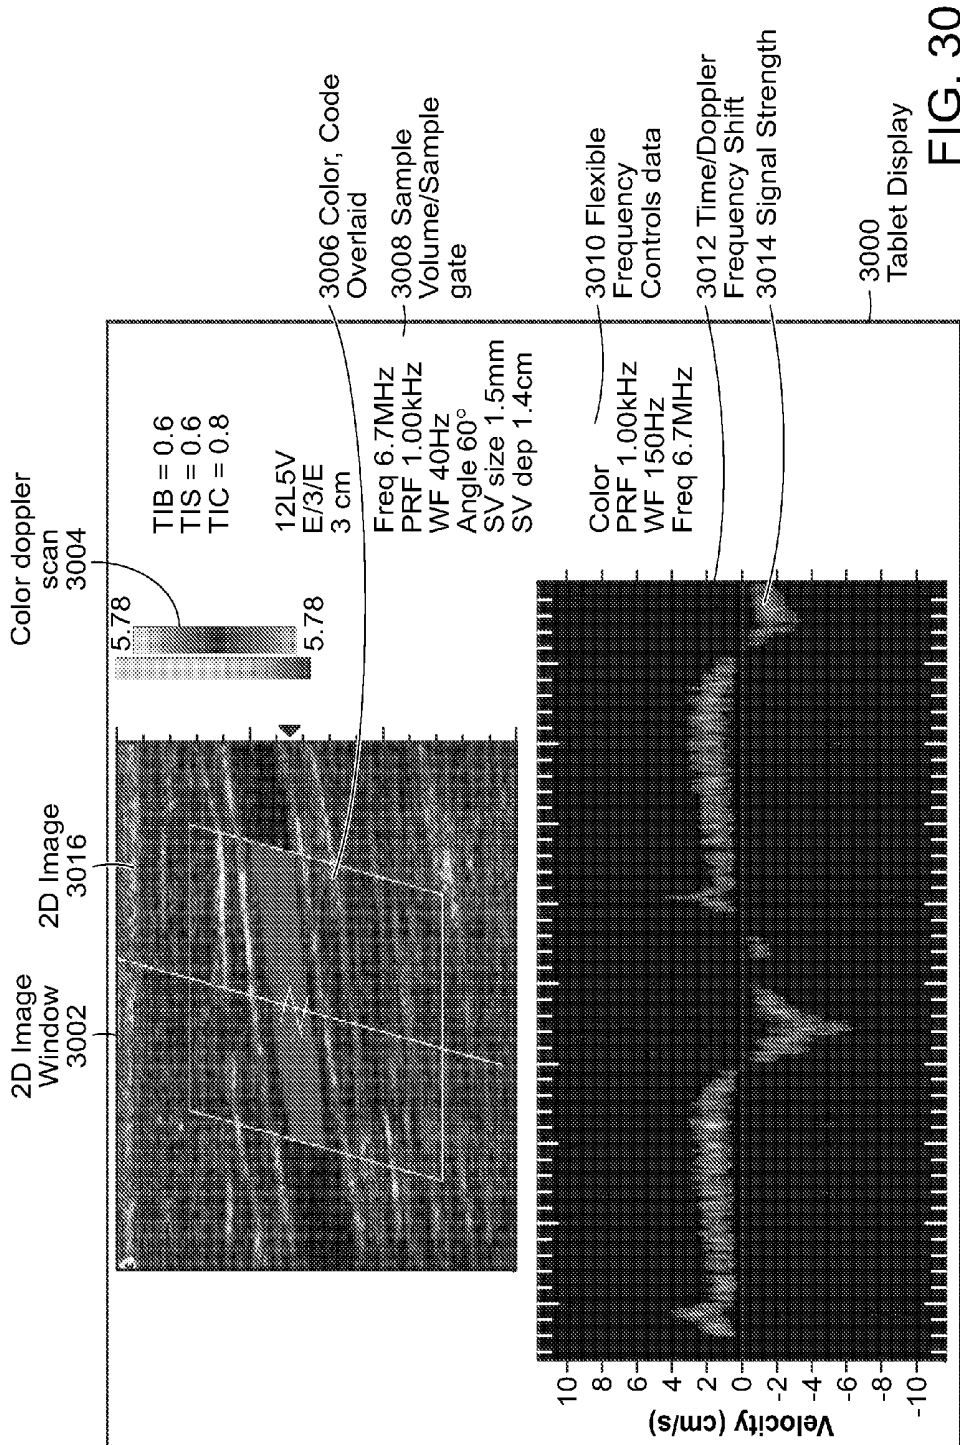 Color doppler
scan
3004
2D Image
3016
2D Image
Window
3002
5.78
5.78
TIB = 0.6
TIS = 0.6
TIC = 0.8
12L5V
E/3/E
3 cm
Freq 6.7MHz
PRF 1.00kHz
WF 40Hz
Angle 60°
SV size 1.5mm
SV dep 1.4cm
Color
PRF 1.00kHz
WF 150Hz
Freq 6.7MHz
3006 Color, Code
Overlaid
3008 Sample
Volume/Sample
gate
3010 Flexible
Frequency
Controls data
3012 Time/Doppler
Frequency Shift
3014 Signal Strength
3000
Tablet Display
Velocity (cm/s)
10
8
6
4
2
0
-2
-4
-6
-8
-10
FIG. 30